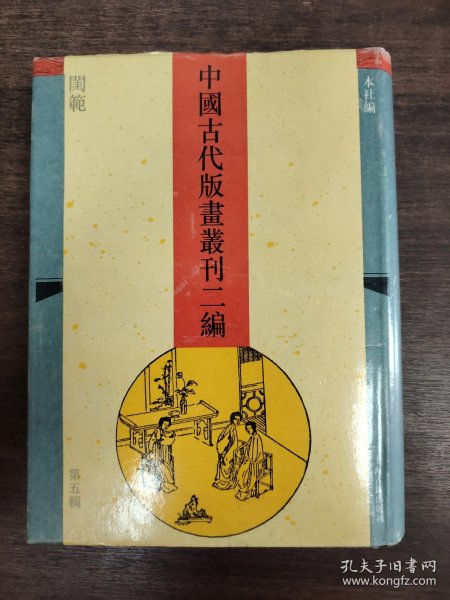 中國古代版畫叢刊二編
閨範
第五輯
本社編
孔夫子旧书网
www.kongfz.com